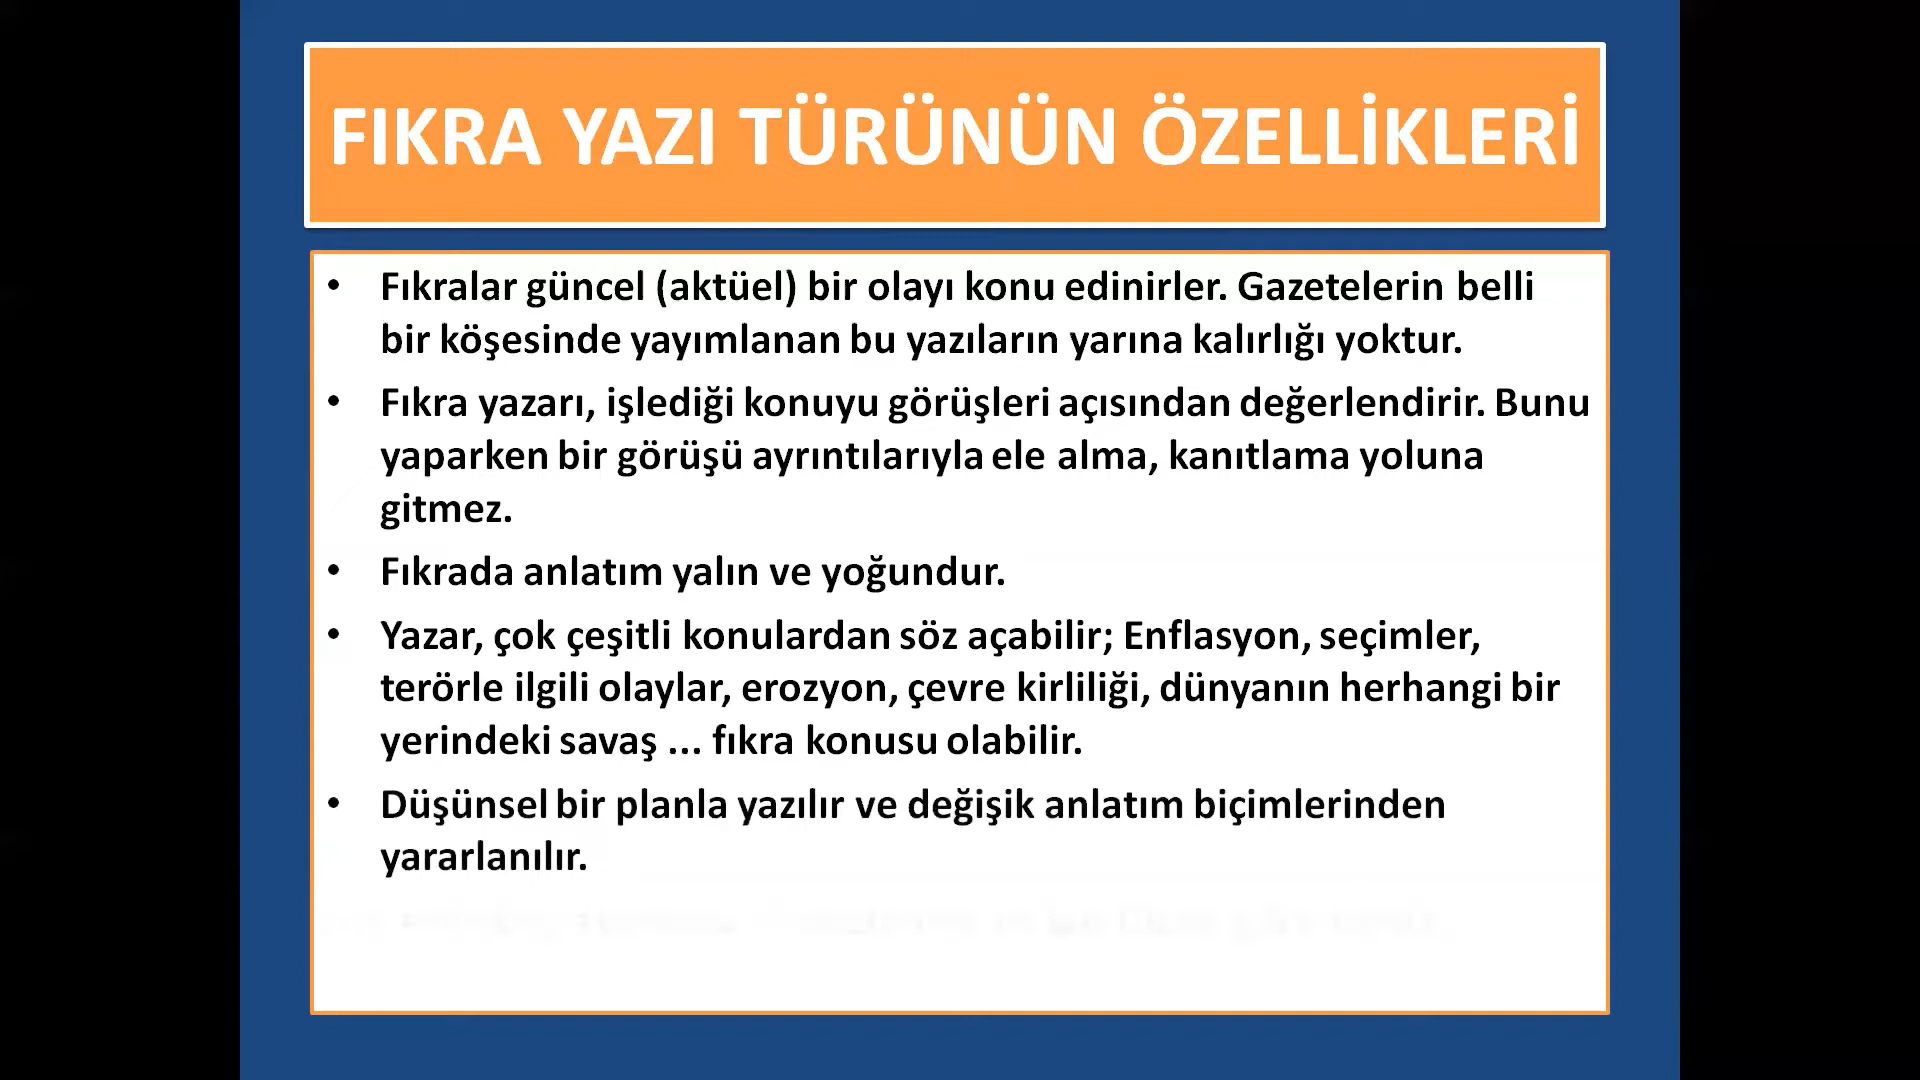 FIKRA YAZI TÜRÜNÜN ÖZELLİKLERİ
• Fıkralar güncel (aktüel) bir olayı konu edinirler. Gazetelerin belli
bir köşesinde yayımlanan bu yazıların yarına kalırlığı yoktur.
• Fıkra yazarı, işlediği konuyu görüşleri açısından değerlendirir. Bunu
yaparken bir görüşü ayrıntılarıyla ele alma, kanıtlama yoluna
gitmez.
• Fıkrada anlatım yalın ve yoğundur.
• Yazar, çok çeşitli konulardan söz açabilir; Enflasyon, seçimler,
terörle ilgili olaylar, erozyon, çevre kirliliği, dünyanın herhangi bir
yerindeki savaş ... fıkra konusu olabilir.
• Düşünsel bir planla yazılır ve değişik anlatım biçimlerinden
yararlanılır.